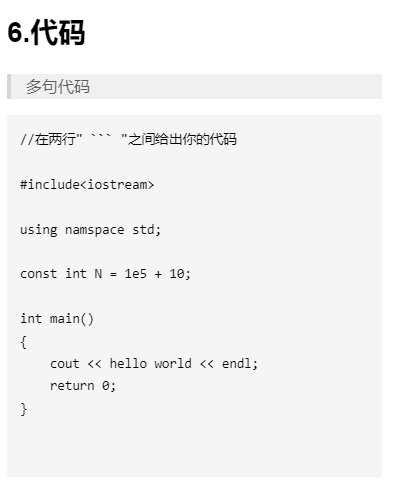 6.代码
多句代码
//在两行" ``` "之间给出你的代码
#include<iostream>
using namspace std;
const int N = 1e5 + 10;
int main()
{
    cout << hello world << endl;
    return 0;
}